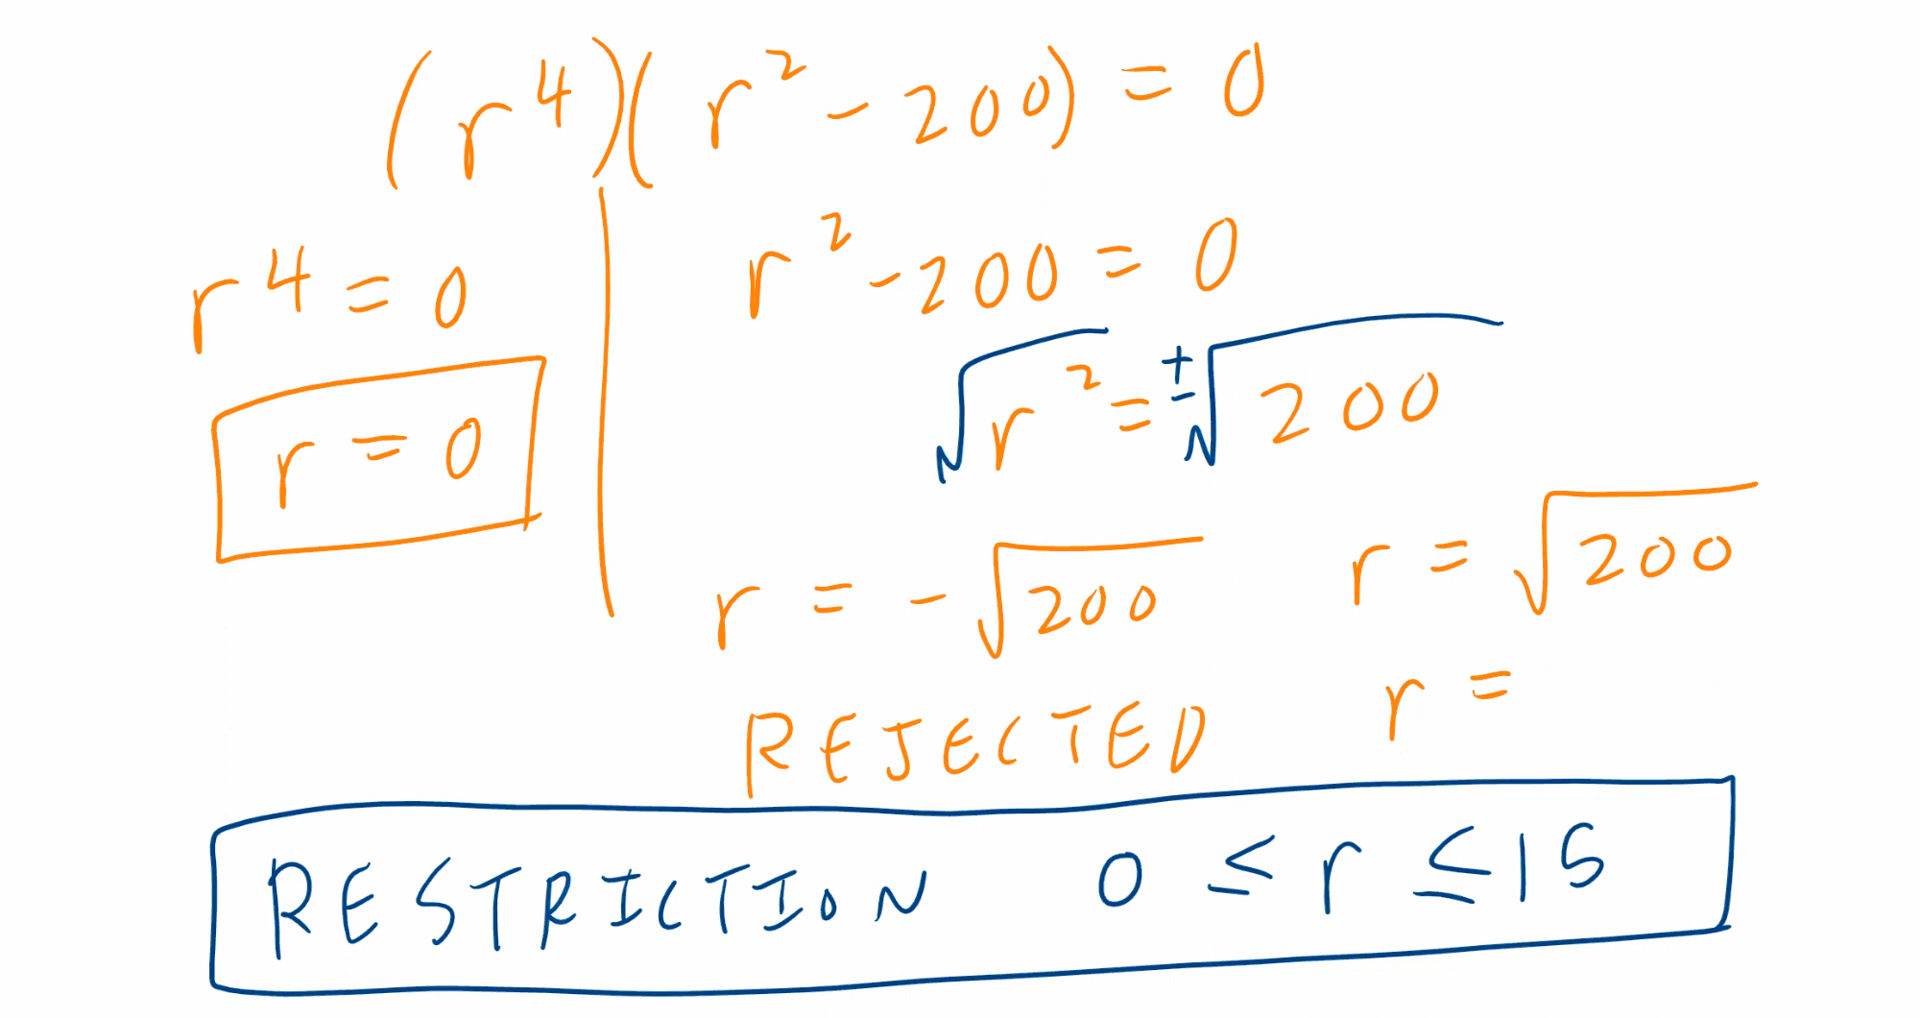 (r⁴)(r² - 200) = 0
r⁴ = 0
r = 0
r² - 200 = 0
√r² = ±√200
r = -√200
REJECTED
r = √200
r =
RESTRICTION 0 ≤ r ≤ 15